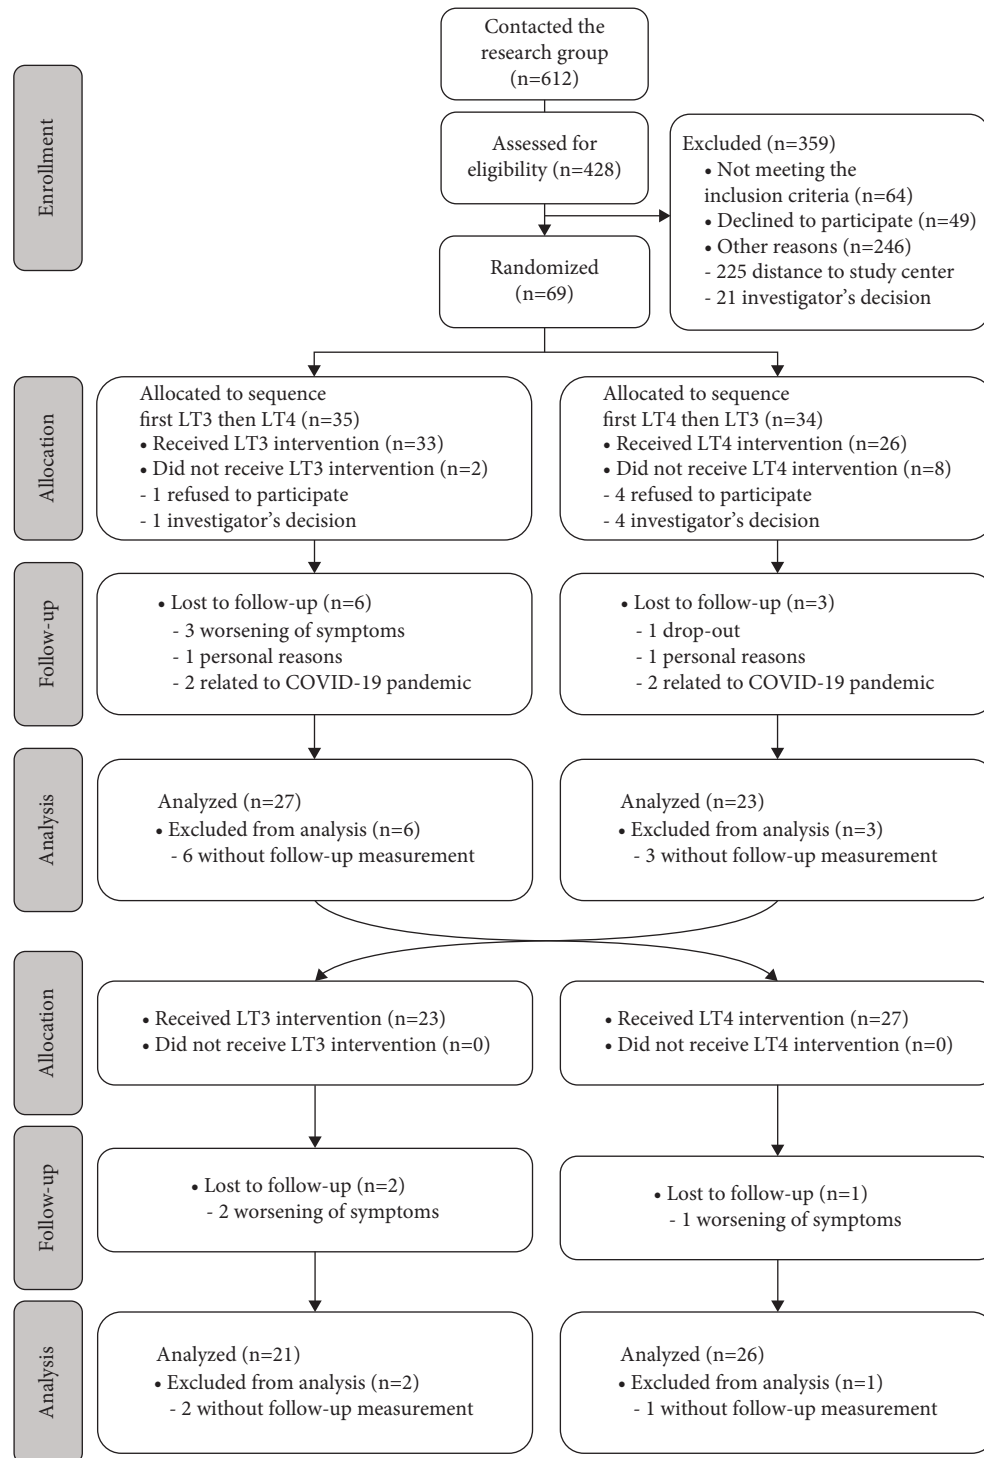 Enrollment
Contacted the
research group
(n=612)
Assessed for
eligibility (n=428)
Excluded (n=359)
• Not meeting the
inclusion criteria (n=64)
• Declined to participate (n=49)
• Other reasons (n=246)
- 225 distance to study center
- 21 investigator's decision
Randomized
(n=69)
Allocation
Allocated to sequence
first LT3 then LT4 (n=35)
• Received LT3 intervention (n=33)
• Did not receive LT3 intervention (n=2)
- 1 refused to participate
- 1 investigator's decision
Allocated to sequence
first LT4 then LT3 (n=34)
• Received LT4 intervention (n=26)
• Did not receive LT4 intervention (n=8)
- 4 refused to participate
- 4 investigator's decision
Follow-up
• Lost to follow-up (n=6)
- 3 worsening of symptoms
- 1 personal reasons
- 2 related to COVID-19 pandemic
• Lost to follow-up (n=3)
- 1 drop-out
- 1 personal reasons
- 2 related to COVID-19 pandemic
Analysis
Analyzed (n=27)
• Excluded from analysis (n=6)
- 6 without follow-up measurement
Analyzed (n=23)
• Excluded from analysis (n=3)
- 3 without follow-up measurement
Allocation
• Received LT3 intervention (n=23)
• Did not receive LT3 intervention (n=0)
• Received LT4 intervention (n=27)
• Did not receive LT4 intervention (n=0)
Follow-up
• Lost to follow-up (n=2)
- 2 worsening of symptoms
• Lost to follow-up (n=1)
- 1 worsening of symptoms
Analysis
Analyzed (n=21)
• Excluded from analysis (n=2)
- 2 without follow-up measurement
Analyzed (n=26)
• Excluded from analysis (n=1)
- 1 without follow-up measurement